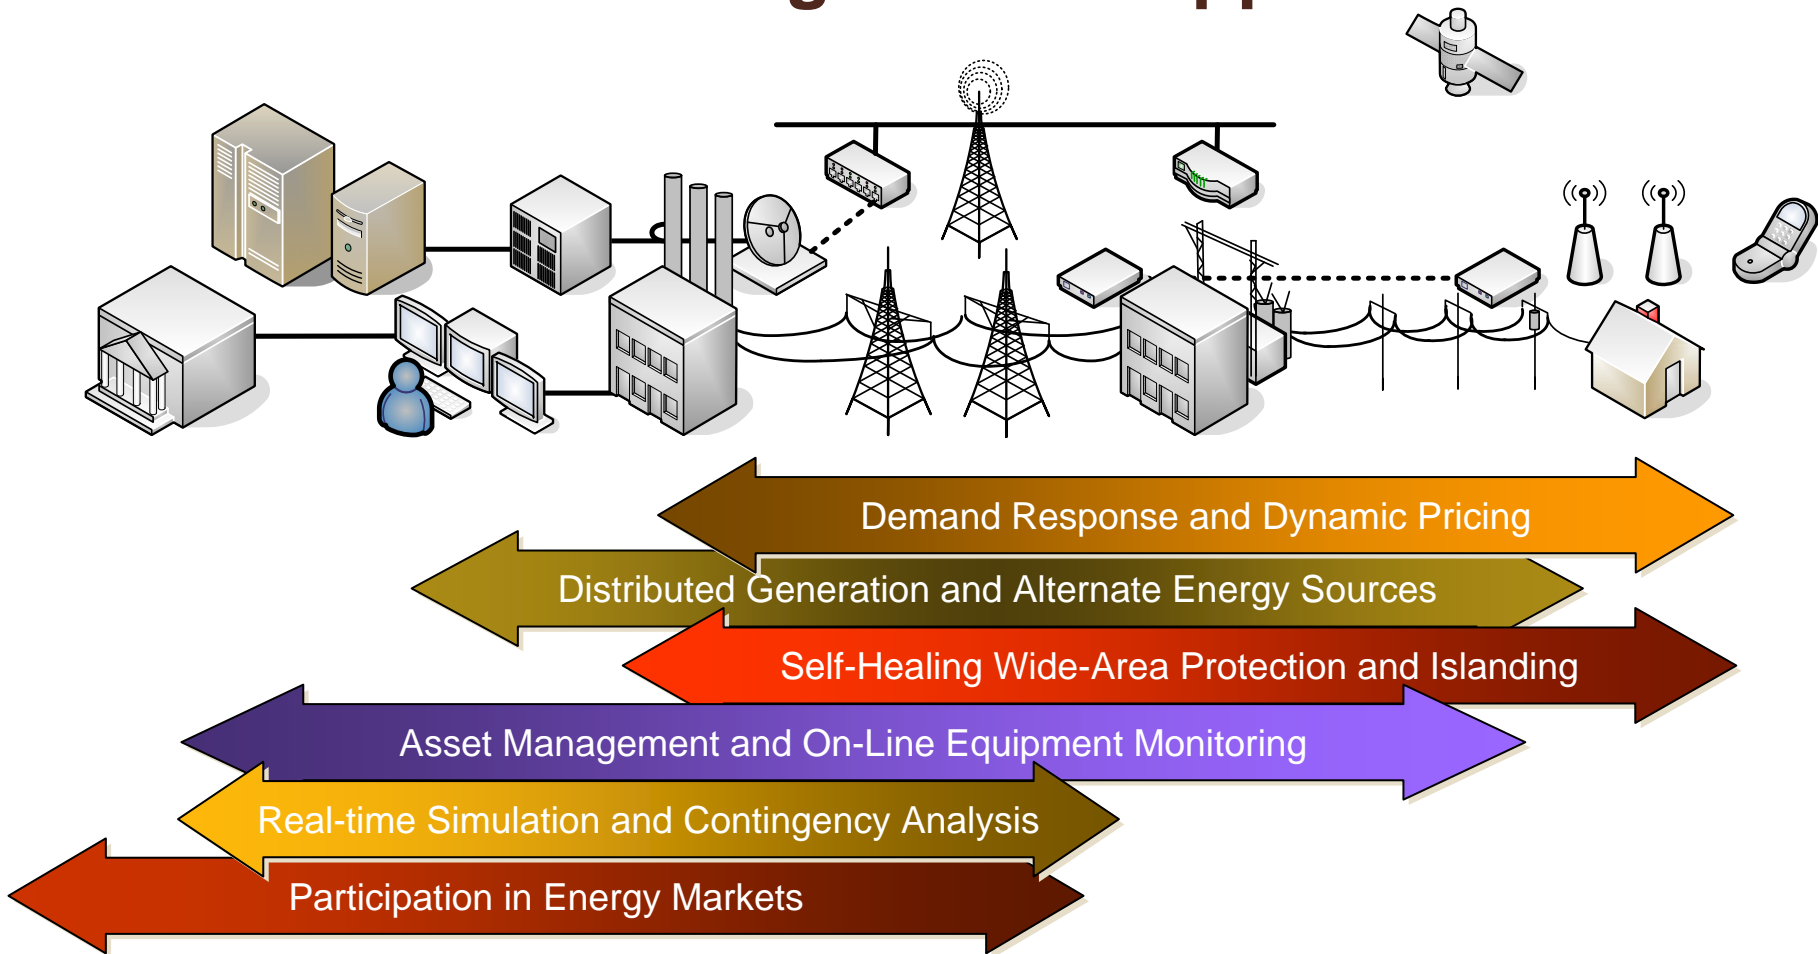 Demand Response and Dynamic Pricing
Distributed Generation and Alternate Energy Sources
Self-Healing Wide-Area Protection and Islanding
Asset Management and On-Line Equipment Monitoring
Real-time Simulation and Contingency Analysis
Participation in Energy Markets